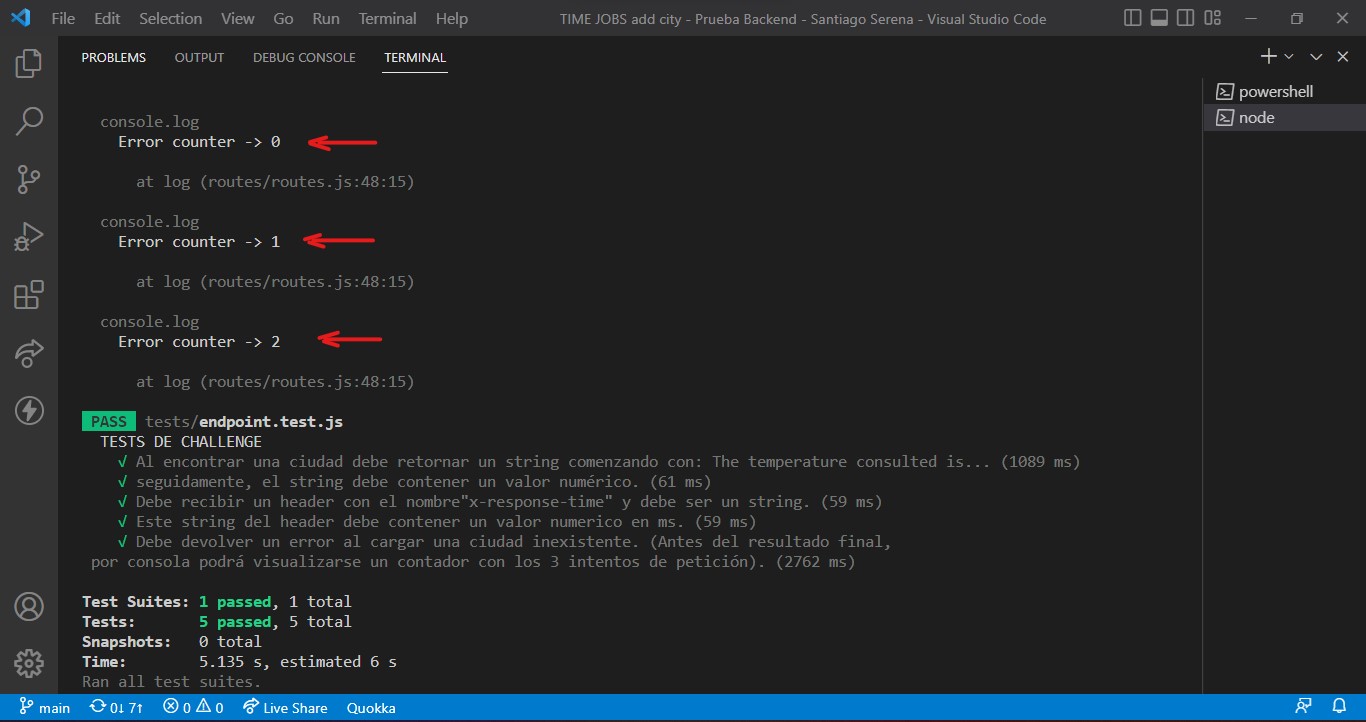 File Edit Selection View Go Run Terminal Help TIME JOBS add city - Prueba Backend - Santiago Serena - Visual Studio Code
PROBLEMS OUTPUT DEBUG CONSOLE TERMINAL
powershell
node
console.log
Error counter -> 0
at log (routes/routes.js:48:15)
console.log
Error counter -> 1
at log (routes/routes.js:48:15)
console.log
Error counter -> 2
at log (routes/routes.js:48:15)
PASS tests/endpoint.test.js
TESTS DE CHALLENGE
√ Al encontrar una ciudad debe retornar un string comenzando con: The temperature consulted is... (1089 ms)
√ seguidamente, el string debe contener un valor numérico. (61 ms)
√ Debe recibir un header con el nombre"x-response-time" y debe ser un string. (59 ms)
√ Este string del header debe contener un valor numerico en ms. (59 ms)
√ Debe devolver un error al cargar una ciudad inexistente. (Antes del resultado final,
por consola podrá visualizarse un contador con los 3 intentos de petición). (2762 ms)
Test Suites: 1 passed, 1 total
Tests: 5 passed, 5 total
Snapshots: 0 total
Time: 5.135 s, estimated 6 s
Ran all test suites.
main 0↓ 7↑ 0 0 Live Share Quokka